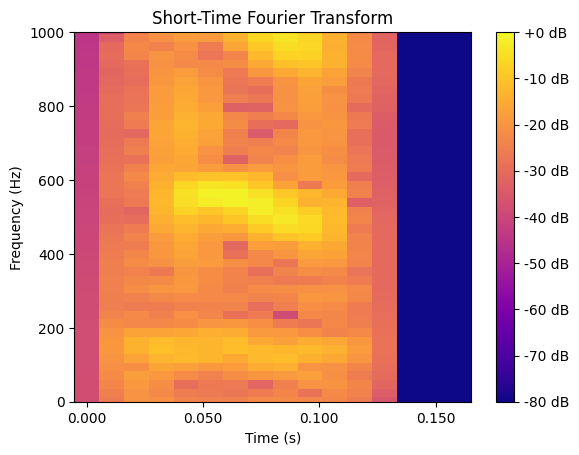 Short-Time Fourier Transform
Frequency (Hz)
1000
800
600
400
200
0
0.000
0.050
0.100
0.150
Time (s)
+0 dB
-10 dB
-20 dB
-30 dB
-40 dB
-50 dB
-60 dB
-70 dB
-80 dB